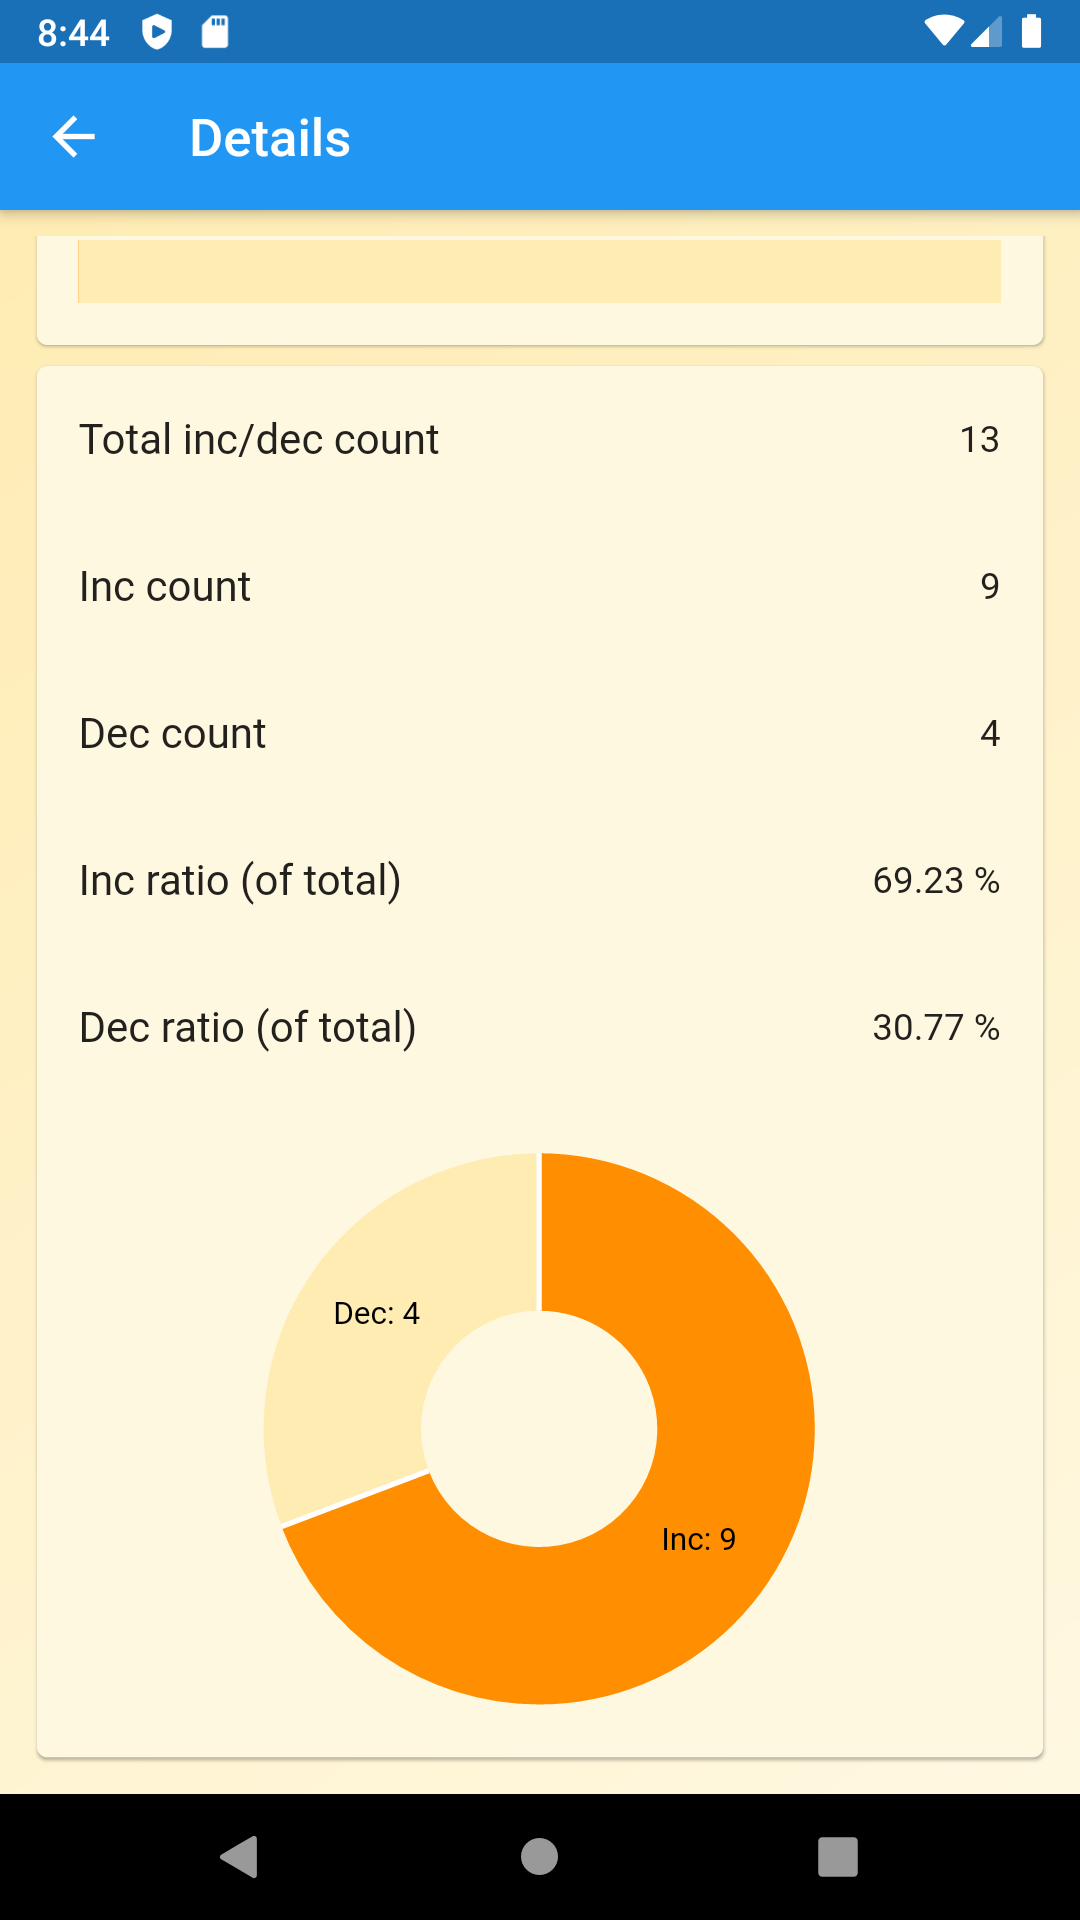 8:44
Details
Total inc/dec count 13
Inc count 9
Dec count 4
Inc ratio (of total) 69.23 %
Dec ratio (of total) 30.77 %
Dec: 4
Inc: 9